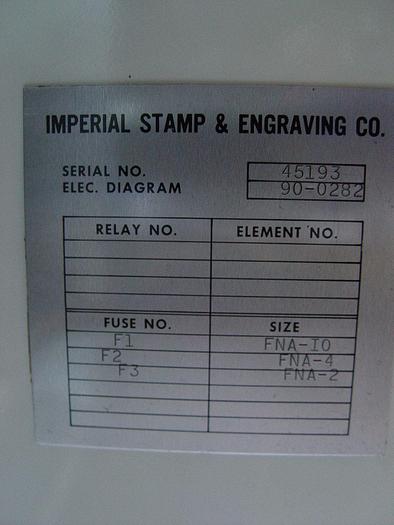 IMPERIAL STAMP & ENGRAVING CO.
SERIAL NO. 45193
ELEC. DIAGRAM 90-0282
RELAY NO. ELEMENT NO.
FUSE NO. SIZE
F1 FNA-10
F2 FNA-4
F3 FNA-2